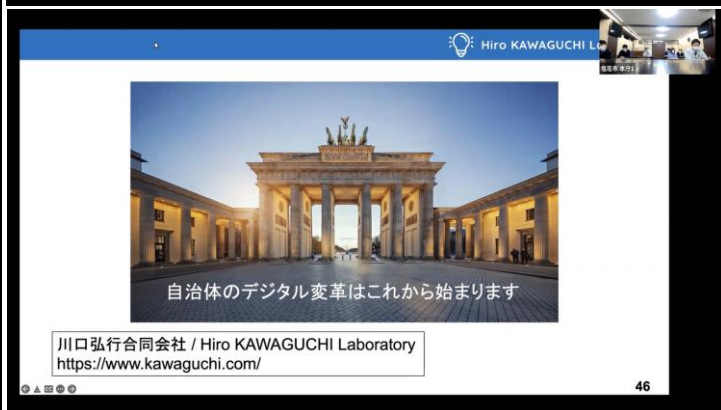 Hiro KAWAGUCHI L
自治体のデジタル変革はこれから始まります
川口弘行合同会社 / Hiro KAWAGUCHI Laboratory
https://www.kawaguchi.com/
46